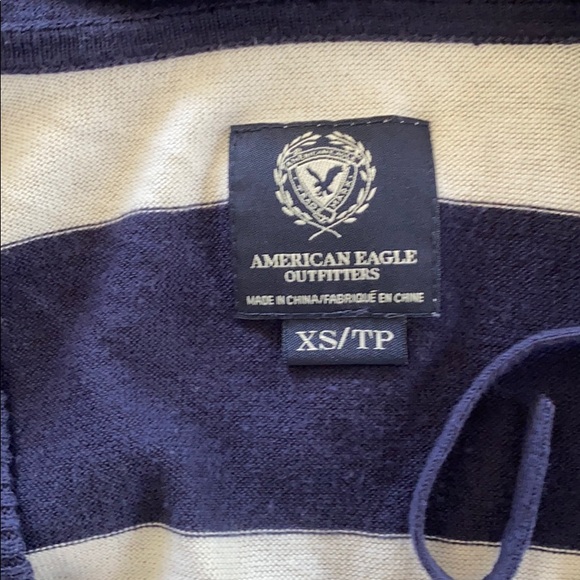 AMERICAN EAGLE
OUTFITTERS
MADE IN CHINA/FABRIQUÉ EN CHINE
XS/TP